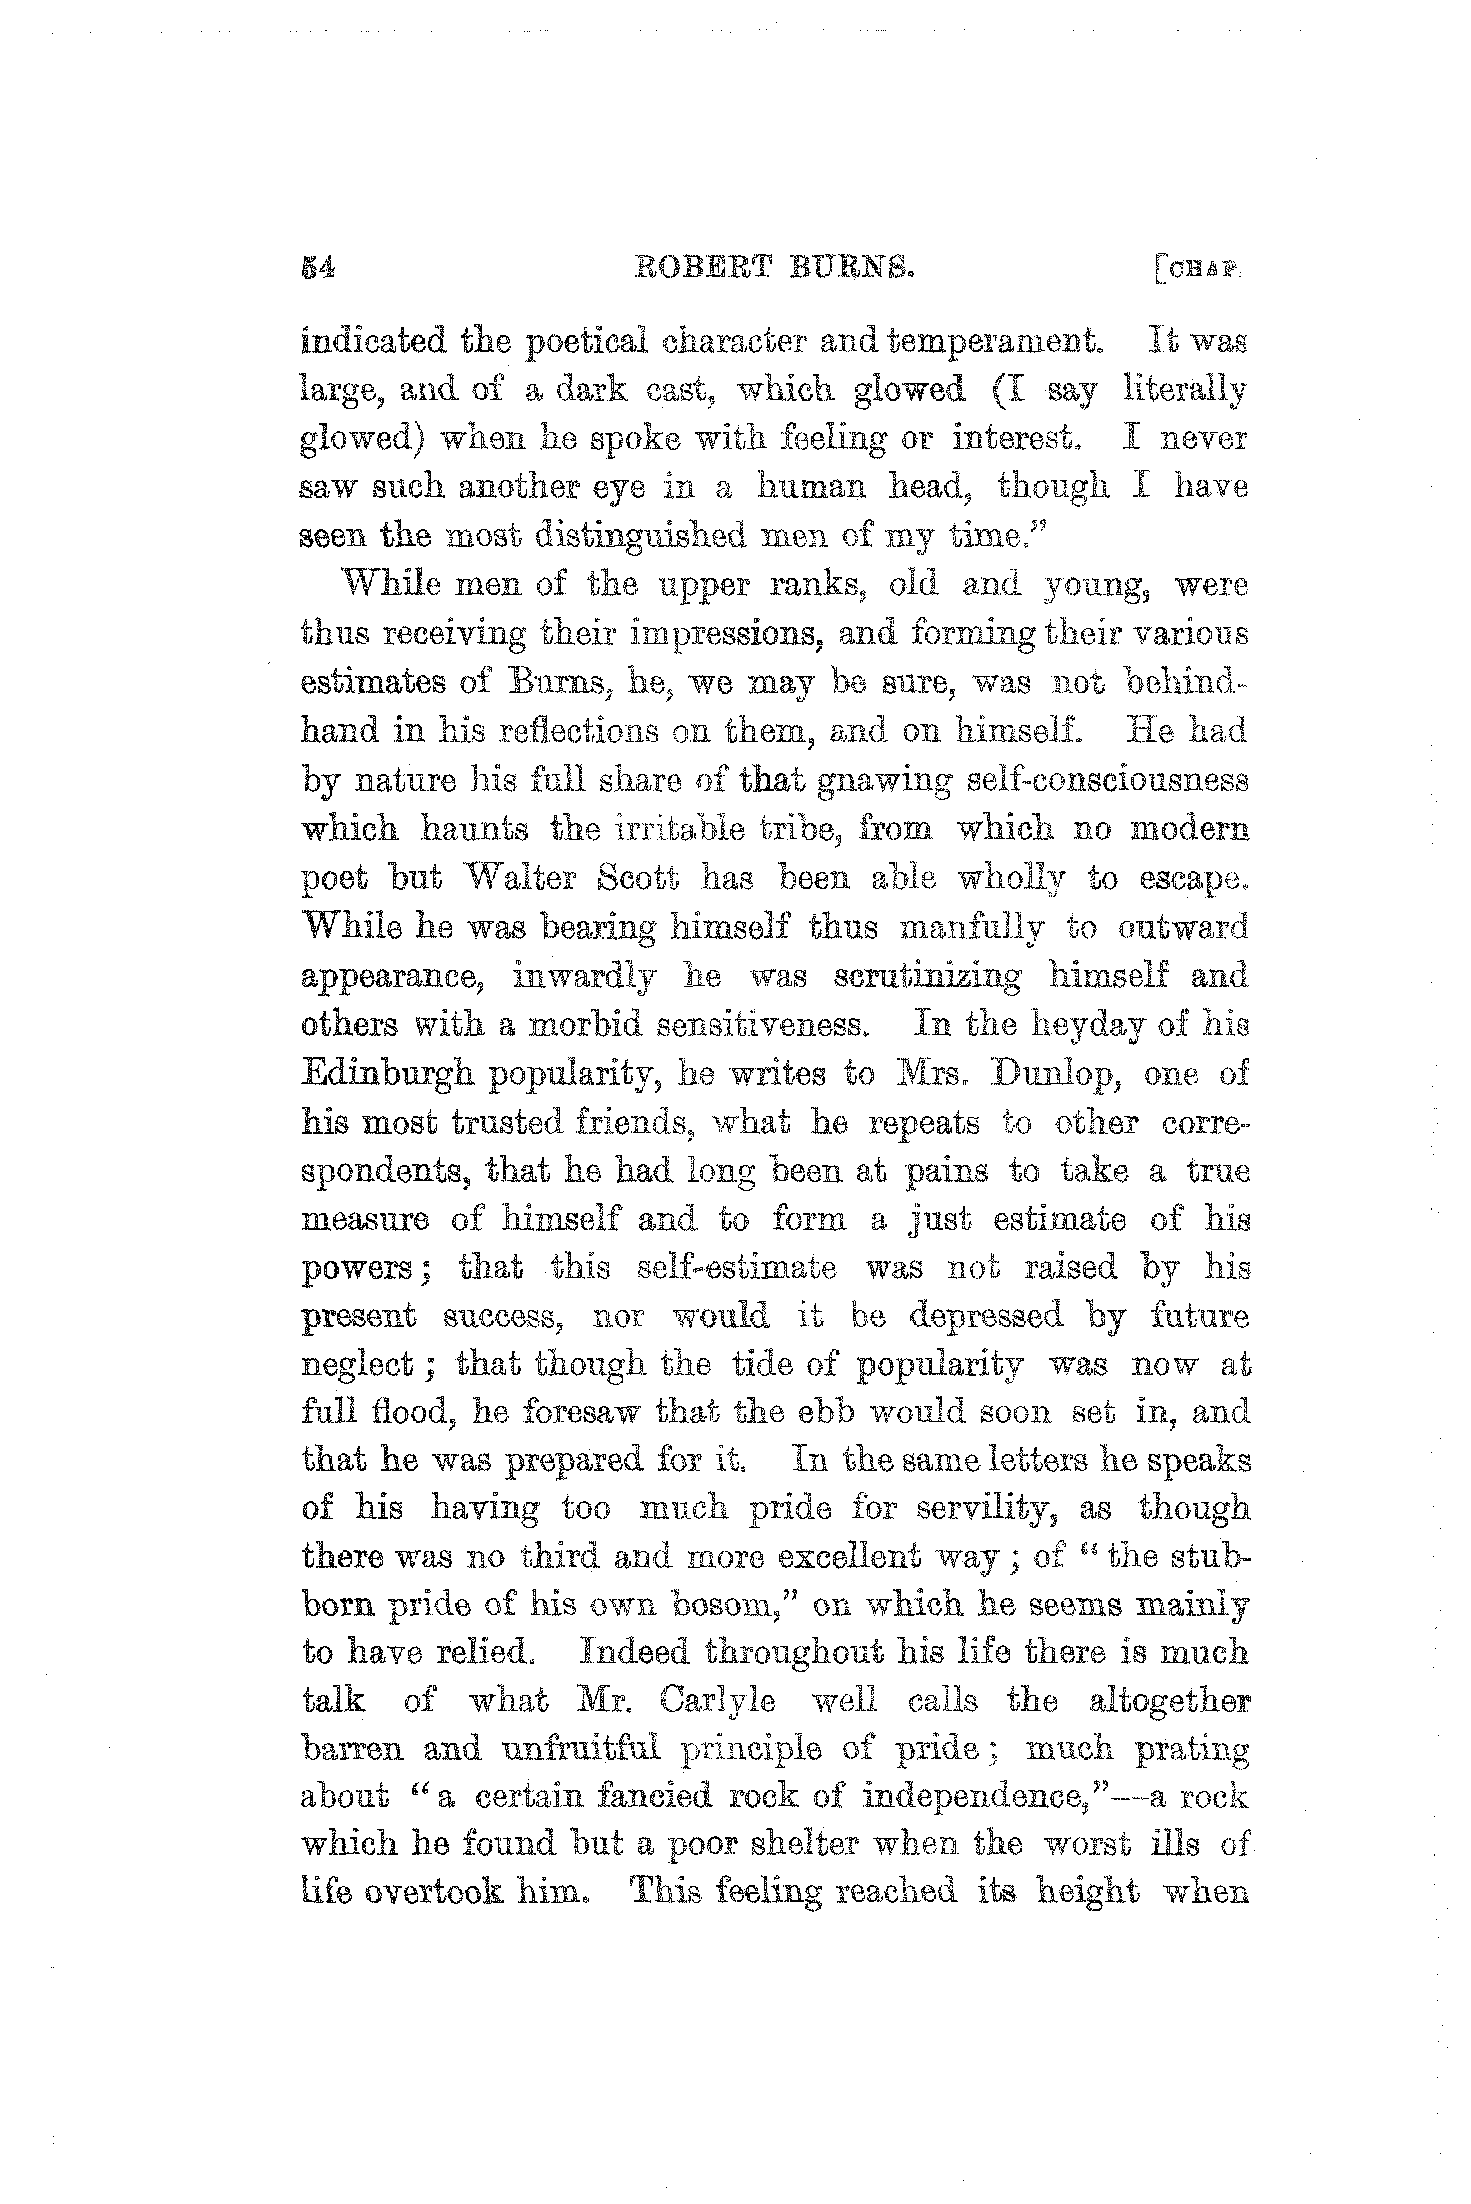 54 ROBERT BURNS. [CHAP.
indicated the poetical character and temperament. It was
large, and of a dark cast, which glowed (I say literally
glowed) when he spoke with feeling or interest. I never
saw such another eye in a human head, though I have
seen the most distinguished men of my time.”
While men of the upper ranks, old and young, were
thus receiving their impressions, and forming their various
estimates of Burns, he, we may be sure, was not behind-
hand in his reflections on them, and on himself. He had
by nature his full share of that gnawing self-consciousness
which haunts the irritable tribe, from which no modern
poet but Walter Scott has been able wholly to escape.
While he was bearing himself thus manfully to outward
appearance, inwardly he was scrutinizing himself and
others with a morbid sensitiveness. In the heyday of his
Edinburgh popularity, he writes to Mrs. Dunlop, one of
his most trusted friends, what he repeats to other corre-
spondents, that he had long been at pains to take a true
measure of himself and to form a just estimate of his
powers; that this self-estimate was not raised by his
present success, nor would it be depressed by future
neglect; that though the tide of popularity was now at
full flood, he foresaw that the ebb would soon set in, and
that he was prepared for it. In the same letters he speaks
of his having too much pride for servility, as though
there was no third and more excellent way; of “the stub-
born pride of his own bosom,” on which he seems mainly
to have relied. Indeed throughout his life there is much
talk of what Mr. Carlyle well calls the altogether
barren and unfruitful principle of pride; much prating
about “a certain fancied rock of independence,”—a rock
which he found but a poor shelter when the worst ills of
life overtook him. This feeling reached its height when